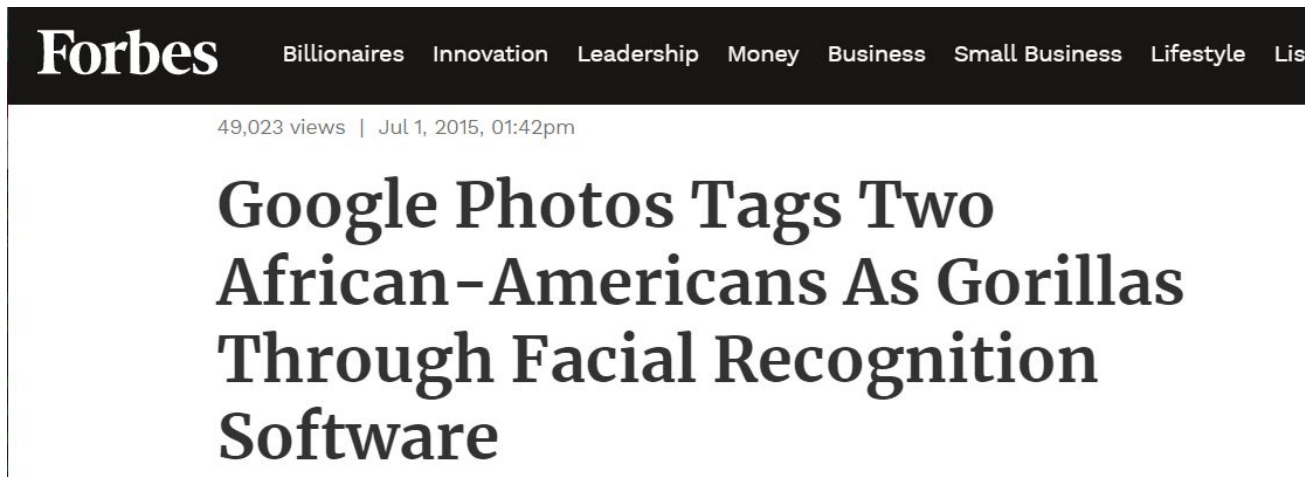 Forbes Billionaires Innovation Leadership Money Business Small Business Lifestyle Lis
49,023 views | Jul 1, 2015, 01:42pm
Google Photos Tags Two
African-Americans As Gorillas
Through Facial Recognition
Software